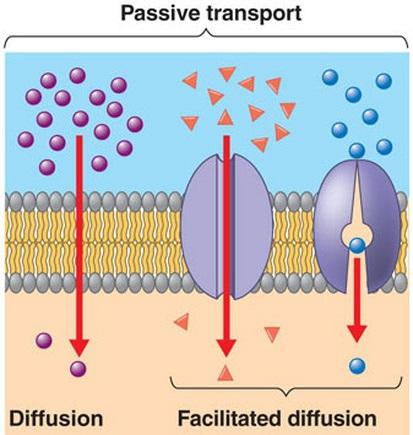 Passive transport
Diffusion
Facilitated diffusion